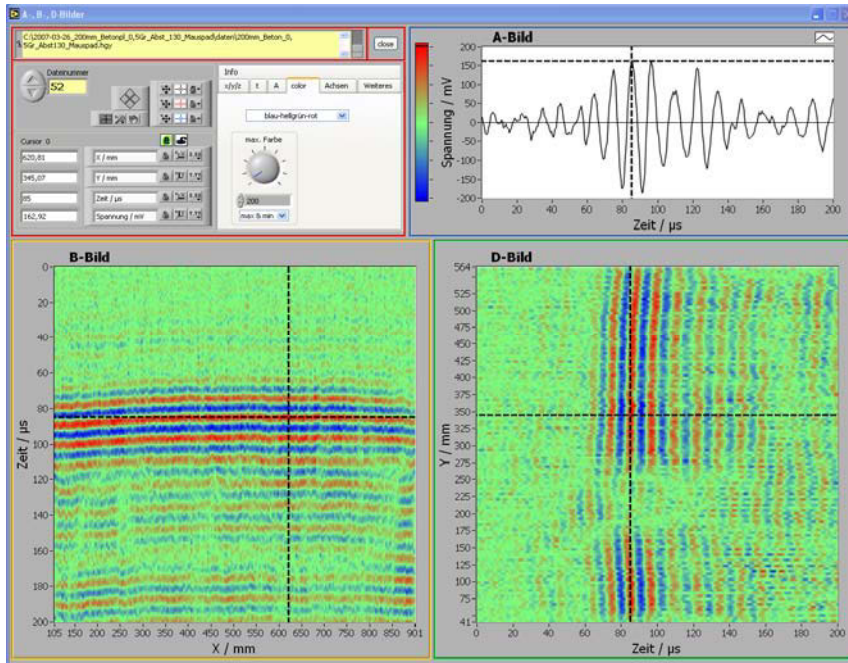 A-, B-, D-Bilder
C:\2007-03-26_200mm_Betonpl_0,5Gr_Abst_130_Mauspad\daten\200mm_Beton_0,
5Gr_Abst130_Mauspad.hgy
close
Dateinummer
52
Cursor 0
620,81
X / mm
345,07
Y / mm
85
Zeit / µs
162,92
Spannung / mV
Info
x/y/z
t
A
color
Achsen
Weiteres
blau-hellgrün-rot
max. Farbe
200
max & min
A-Bild
Spannung / mV
200
150
100
50
0
-50
-100
-150
-200
0 20 40 60 80 100 120 140 160 180 200
Zeit / µs
B-Bild
Zeit / µs
0
20
40
60
80
100
120
140
160
180
200
105 150 200 250 300 350 400 450 500 550 600 650 700 750 800 850 901
X / mm
D-Bild
Y / mm
564
525
500
475
450
425
400
375
350
325
300
275
250
225
200
175
150
125
100
75
41
0 20 40 60 80 100 120 140 160 180 200
Zeit / µs